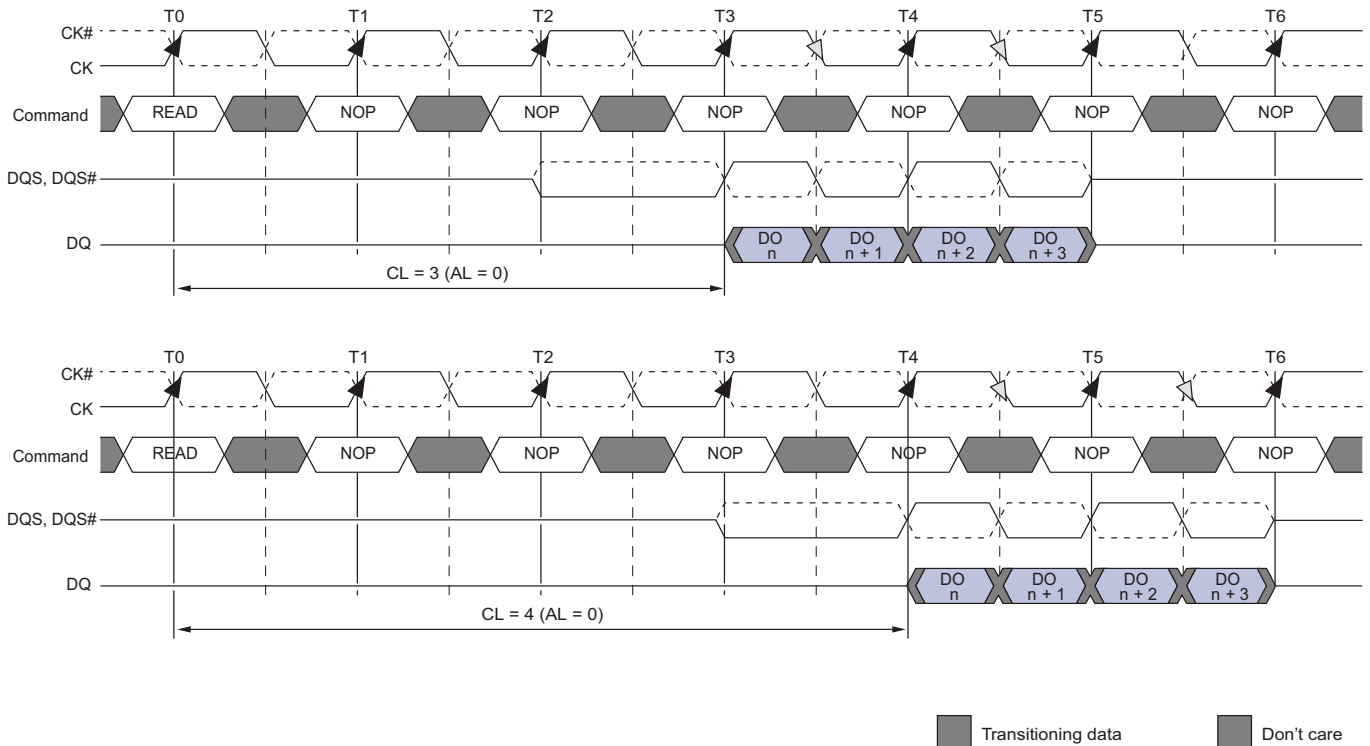 T0 T1 T2 T3 T4 T5 T6
CK#
CK
Command READ NOP NOP NOP NOP NOP NOP
DQS, DQS#
DQ DO n DO n + 1 DO n + 2 DO n + 3
CL = 3 (AL = 0)
T0 T1 T2 T3 T4 T5 T6
CK#
CK
Command READ NOP NOP NOP NOP NOP NOP
DQS, DQS#
DQ DO n DO n + 1 DO n + 2 DO n + 3
CL = 4 (AL = 0)
Transitioning data Don't care